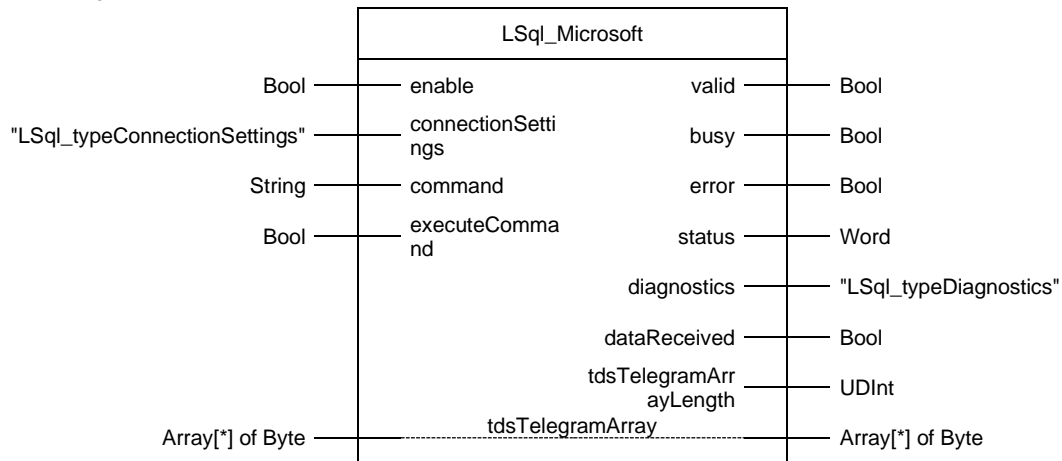 LSql_Microsoft
Bool enable valid Bool
"LSql_typeConnectionSettings" connectionSetti
ngs busy Bool
String command error Bool
Bool executeComma
nd status Word
diagnostics "LSql_typeDiagnostics"
dataReceived Bool
tdsTelegramArr
ayLength UDInt
Array[*] of Byte tdsTelegramArray Array[*] of Byte